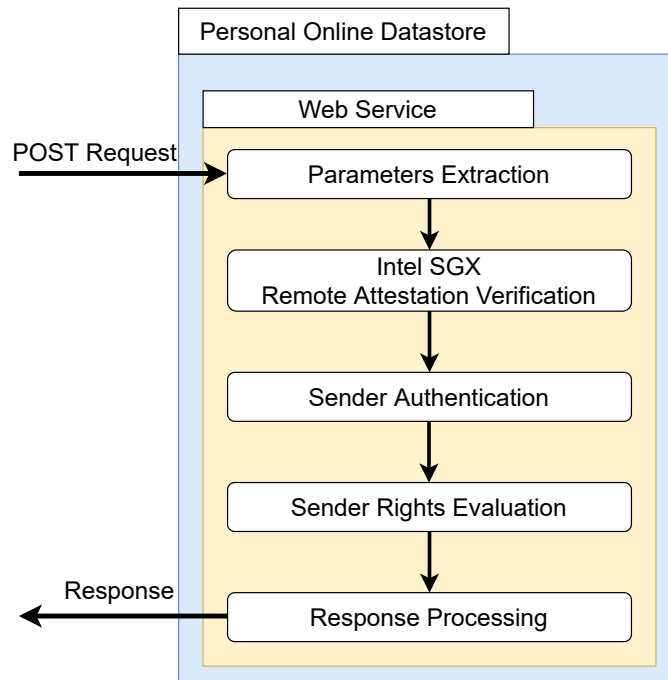 Personal Online Datastore
Web Service
POST Request
Parameters Extraction
Intel SGX
Remote Attestation Verification
Sender Authentication
Sender Rights Evaluation
Response
Response Processing